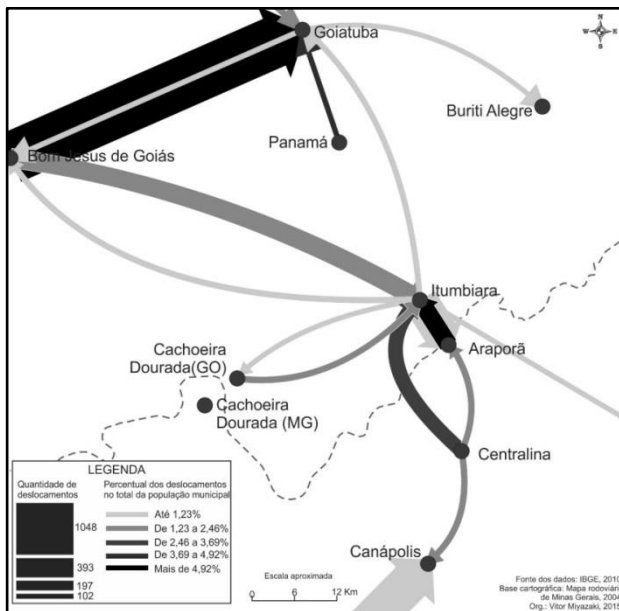 Goiatuba
N
W E
S
Buriti Alegre
Panamá
Bom Jesus de Goiás
Itumbiara
Araporã
Cachoeira
Dourada(GO)
Cachoeira
Dourada (MG)
Centralina
Canápolis
LEGENDA
Quantidade de
deslocamentos
1048
393
197
102
Percentual dos deslocamentos
no total da população municipal
Até 1,23%
De 1,23 a 2,46%
De 2,46 a 3,69%
De 3,69 a 4,92%
Mais de 4,92%
Escala aproximada
0 6 12 Km
Fonte dos dados: IBGE, 2010
Base cartográfica: Mapa rodoviári
de Minas Gerais, 2004
Org.: Vitor Miyazaki, 2015